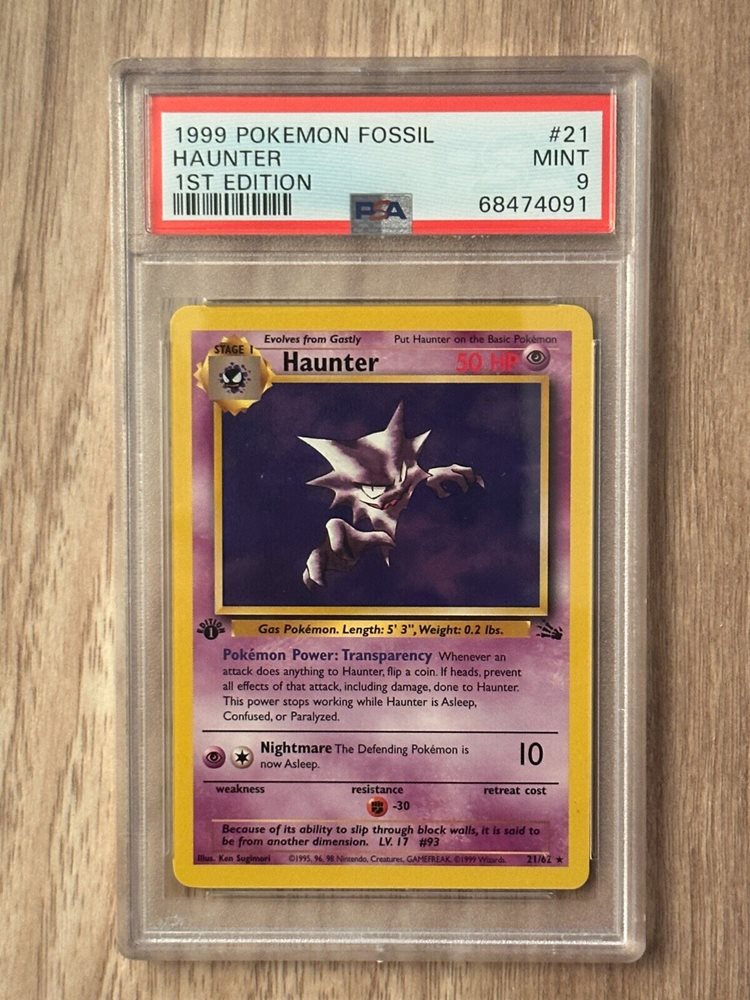 1999 POKEMON FOSSIL #21
HAUNTER MINT
1ST EDITION 9
PSA 68474091
Evolves from Gastly Put Haunter on the Basic Pokémon
STAGE 1
Haunter 50 HP
EDITION
1
Gas Pokémon. Length: 5' 3", Weight: 0.2 lbs.
Pokémon Power: Transparency Whenever an
attack does anything to Haunter, flip a coin. If heads, prevent
all effects of that attack, including damage, done to Haunter.
This power stops working while Haunter is Asleep,
Confused, or Paralyzed.
Nightmare The Defending Pokémon is
now Asleep.
10
weakness resistance retreat cost
-30
Because of its ability to slip through block walls, it is said to
be from another dimension. LV. 17 #93
Illus. Ken Sugimori ©1995, 96, 98 Nintendo, Creatures, GAMEFREAK. ©1999 Wizards. 21/62 ★